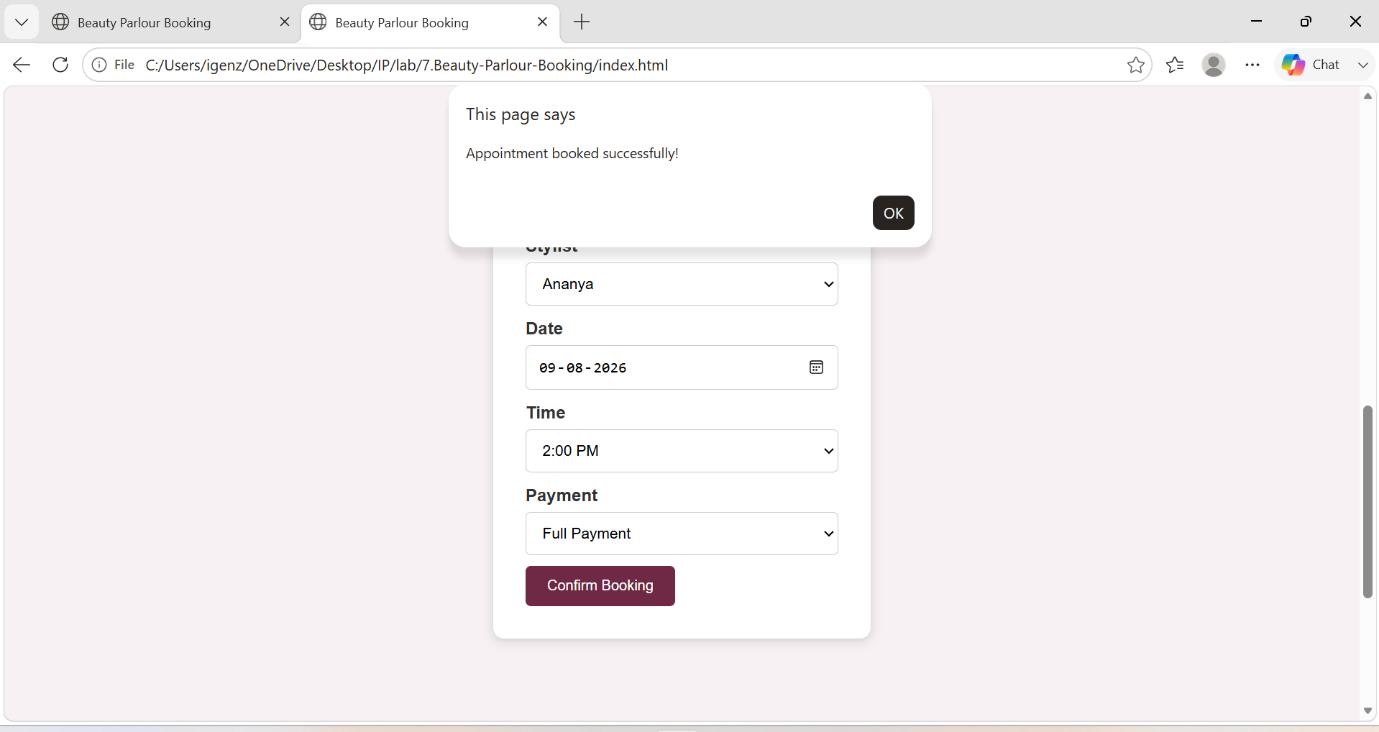 Beauty Parlour Booking
Beauty Parlour Booking
File C:/Users/igenz/OneDrive/Desktop/IP/lab/7.Beauty-Parlour-Booking/index.html
Chat
This page says
Appointment booked successfully!
OK
Stylist
Ananya
Date
09-08-2026
Time
2:00 PM
Payment
Full Payment
Confirm Booking